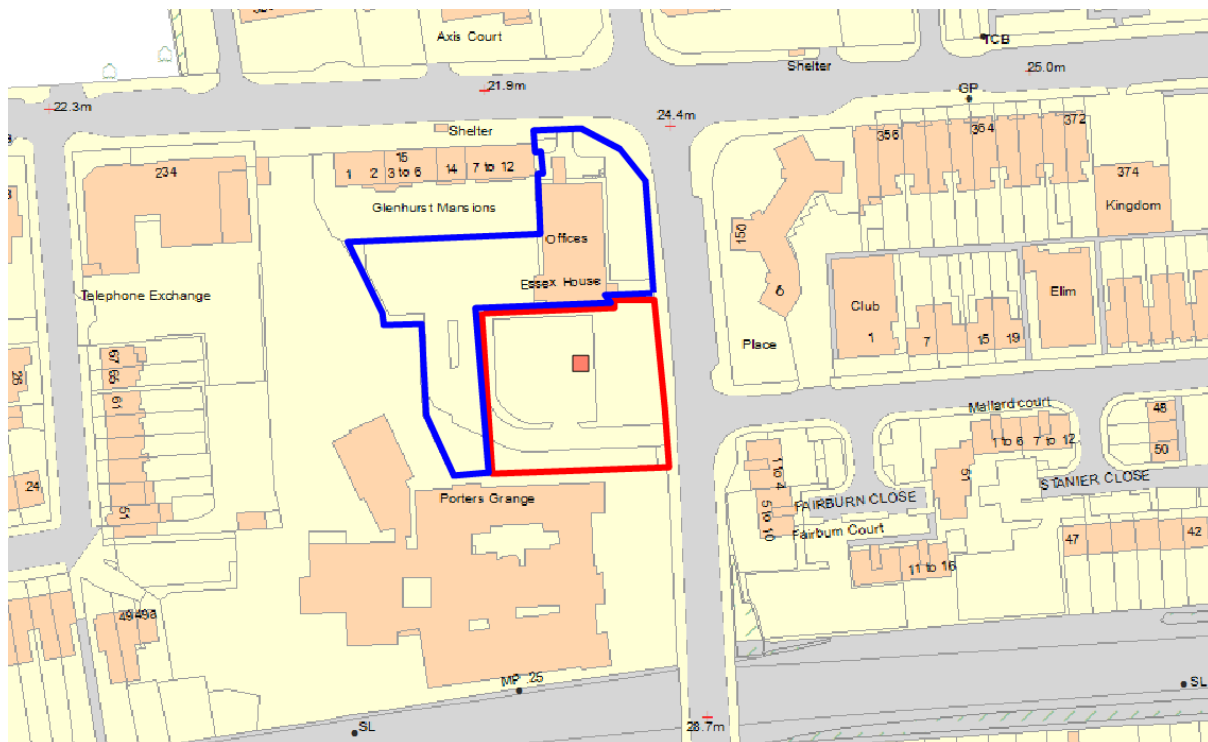 Axis Court
TCB
Shelter
25.0m
21.9m
GP
22.3m
24.4m
Shelter
356
364
372
234
15
1 2 3 to 6 14 7 to 12
374
Glenhurst Mansions
Kingdom
150
Offices
Essex House
6
Telephone Exchange
Club
Elim
1
7 15 19
Place
67
65
61
28
Mallard court
1 to 6 7 to 12
48
50
24
51
1 to 4
5 to 10
51
STANIER CLOSE
FAIRBURN CLOSE
Porters Grange
Fairburn Court
47
42
11 to 16
49 49a
MP .25
SL
SL
28.7m